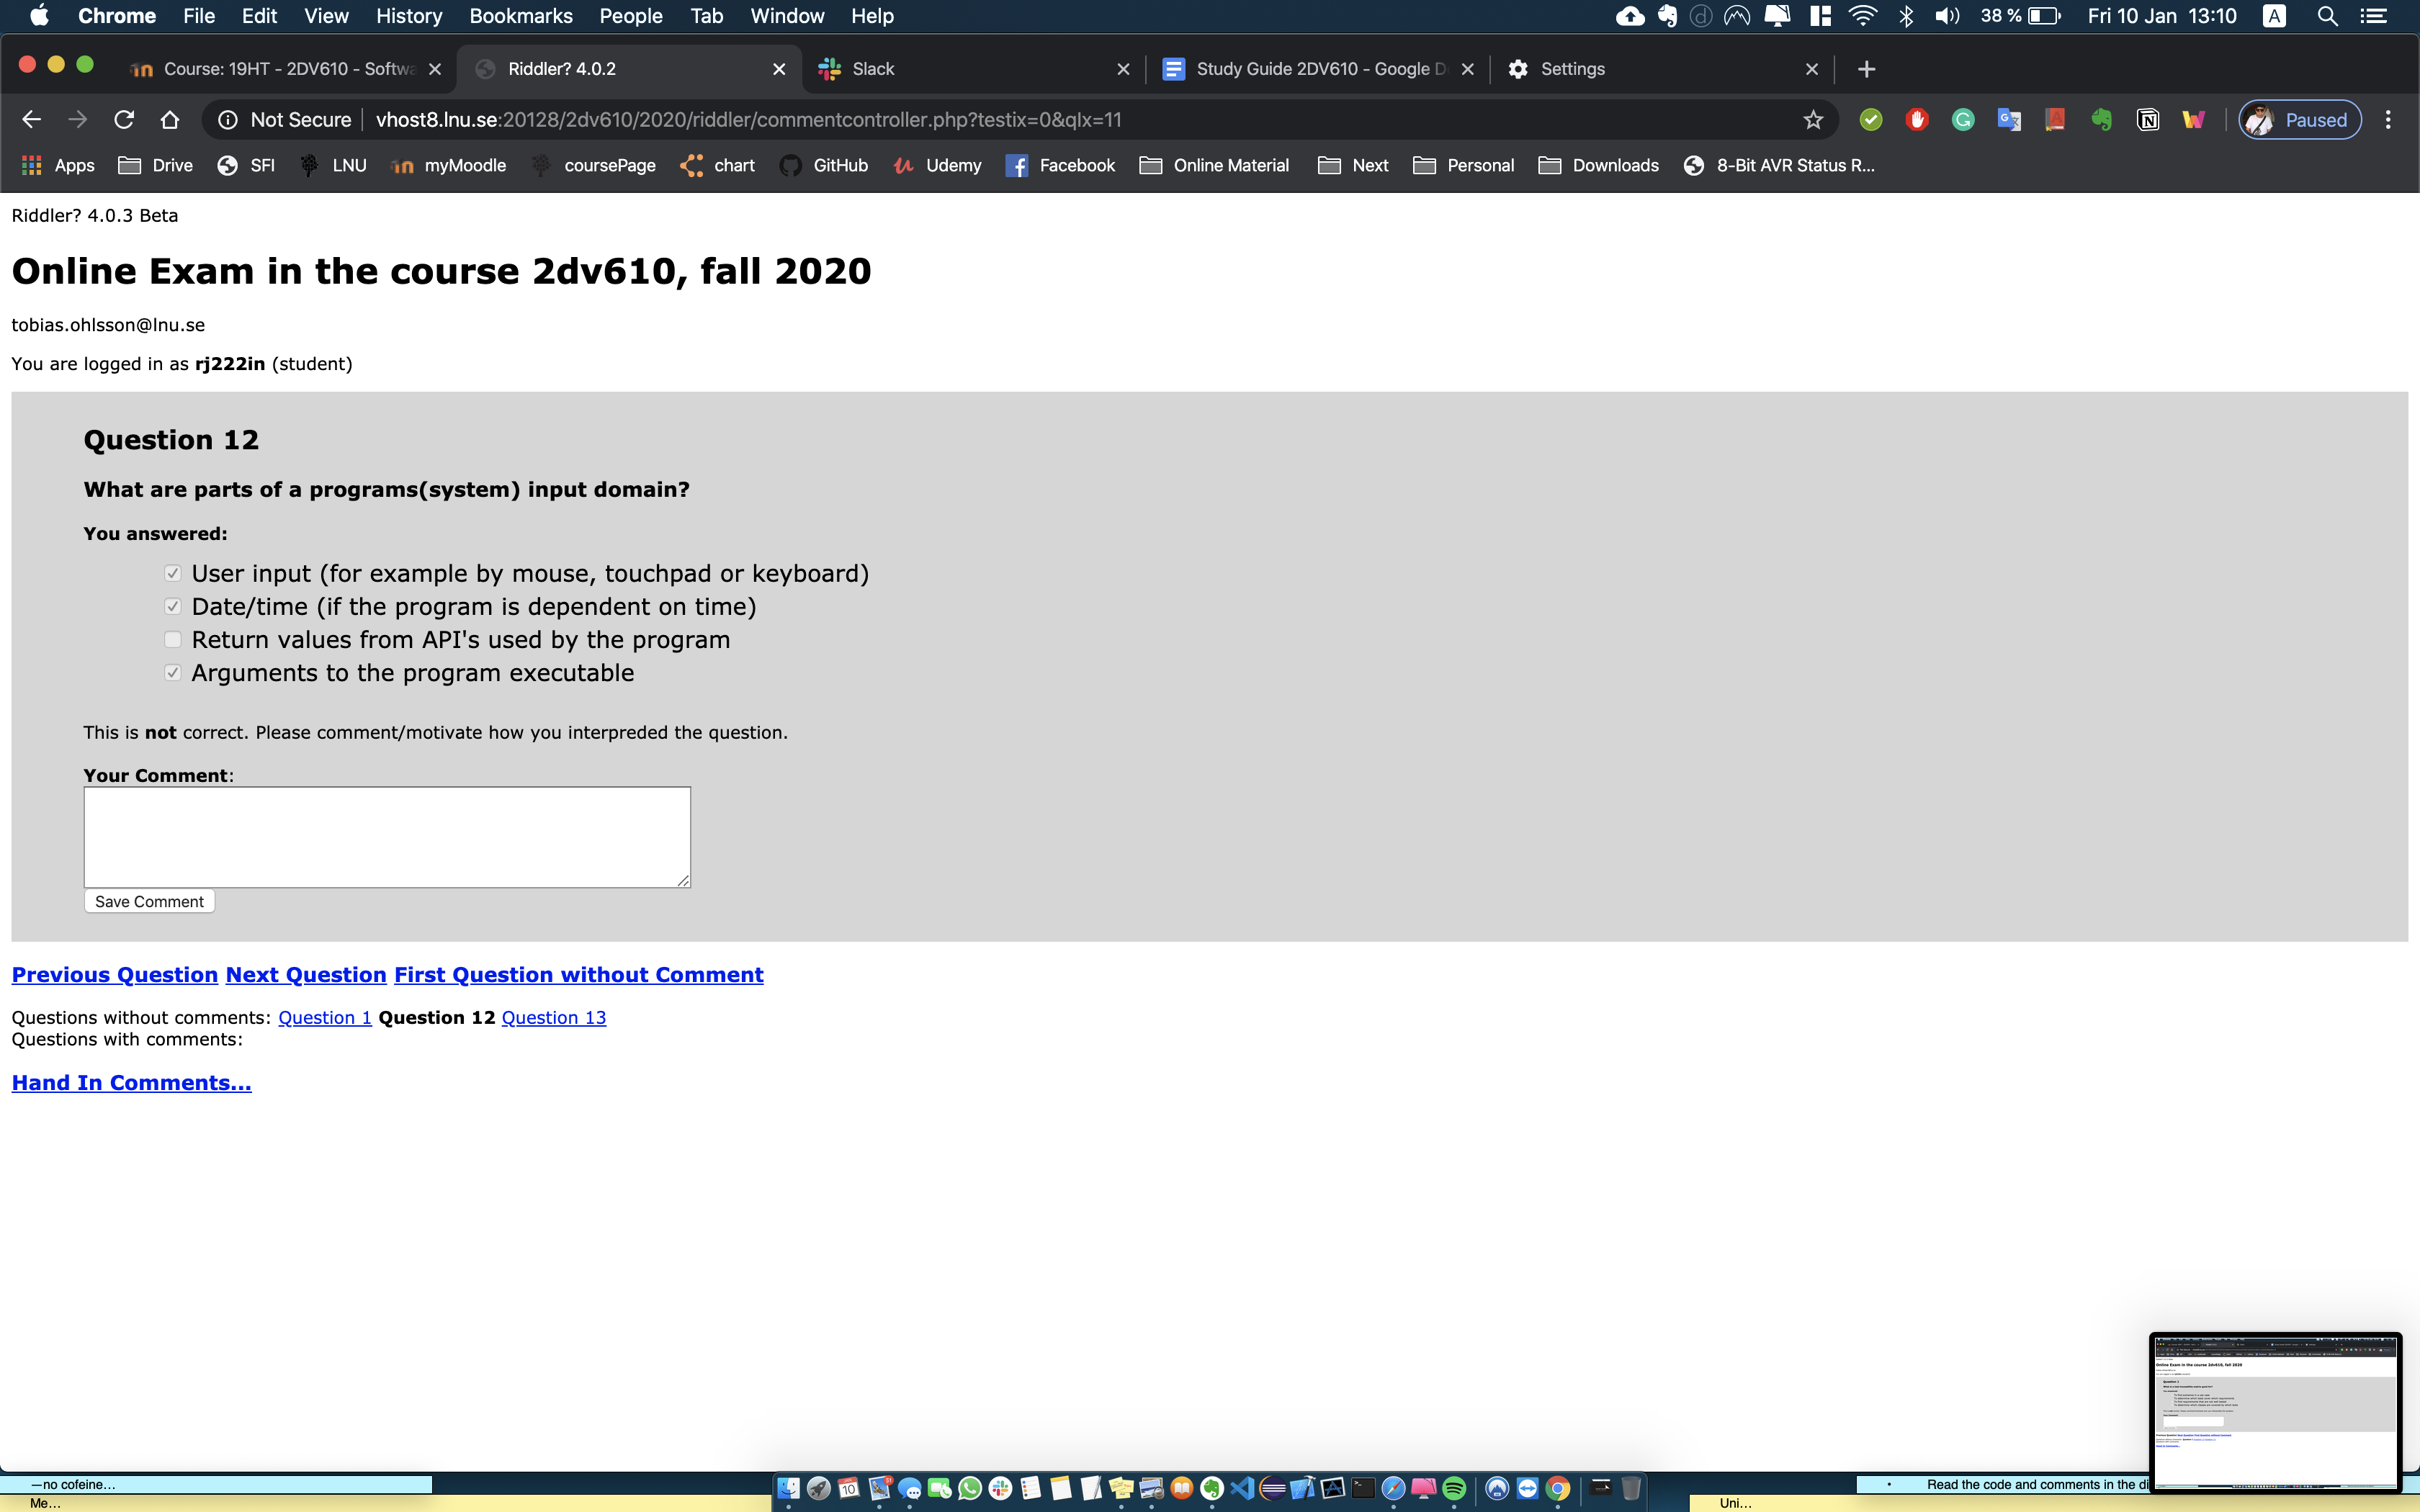 Chrome File Edit View History Bookmarks People Tab Window Help
38 % Fri 10 Jan 13:10 A
Course: 19HT - 2DV610 - Softwa
Riddler? 4.0.2
Slack
Study Guide 2DV610 - Google D
Settings
Not Secure vhost8.lnu.se:20128/2dv610/2020/riddler/commentcontroller.php?testix=0&qIx=11
Paused
Apps Drive SFI LNU myMoodle coursePage chart GitHub Udemy Facebook Online Material Next Personal Downloads 8-Bit AVR Status R...
Riddler? 4.0.3 Beta
Online Exam in the course 2dv610, fall 2020
tobias.ohlsson@lnu.se
You are logged in as rj222in (student)
Question 12
What are parts of a programs(system) input domain?
You answered:
User input (for example by mouse, touchpad or keyboard)
Date/time (if the program is dependent on time)
Return values from API's used by the program
Arguments to the program executable
This is not correct. Please comment/motivate how you interpreded the question.
Your Comment:
Save Comment
Previous Question Next Question First Question without Comment
Questions without comments: Question 1 Question 12 Question 13
Questions with comments:
Hand In Comments...
—no cofeine...
Me...
• Read the code and comments in the di
Uni...